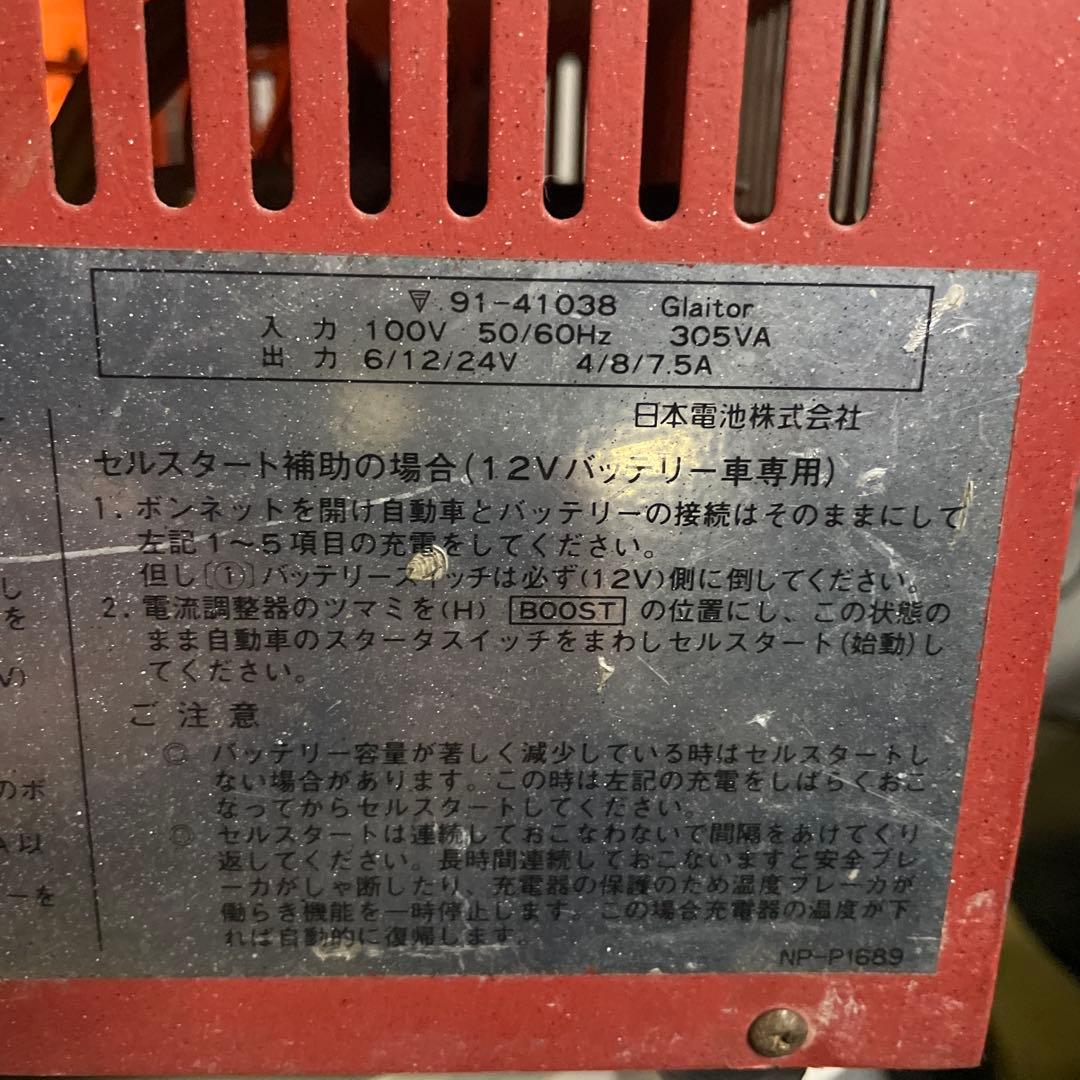 91-41038 Glaitor
入力 100V 50/60Hz 305VA
出力 6/12/24V 4/8/7.5A
日本電池株式会社
セルスタート補助の場合(12Vバッテリー車専用)
1. ボンネットを開け自動車とバッテリーの接続はそのままにして
左記1～5項目の充電をしてください。
但し〔①〕バッテリースイッチは必ず(12V)側に倒してください。
2. 電流調整器のツマミを(H) BOOST の位置にし、この状態の
まま自動車のスタータスイッチをまわしセルスタート(始動)し
てください。
ご注意
◎ バッテリー容量が著しく減少している時はセルスタートし
ない場合があります。この時は左記の充電をしばらくおこ
なってからセルスタートしてください。
◎ セルスタートは連続しておこなわないで間隔をあけてくり
返してください。長時間連続しておこないますと安全ブレ
ーカがしゃ断したり、充電器の保護のため温度ブレーカが
働らき機能を一時停止します。この場合充電器の温度が下
れば自動的に復帰します。
NP-P1689
し
を
V)
のボ
A以
ーを